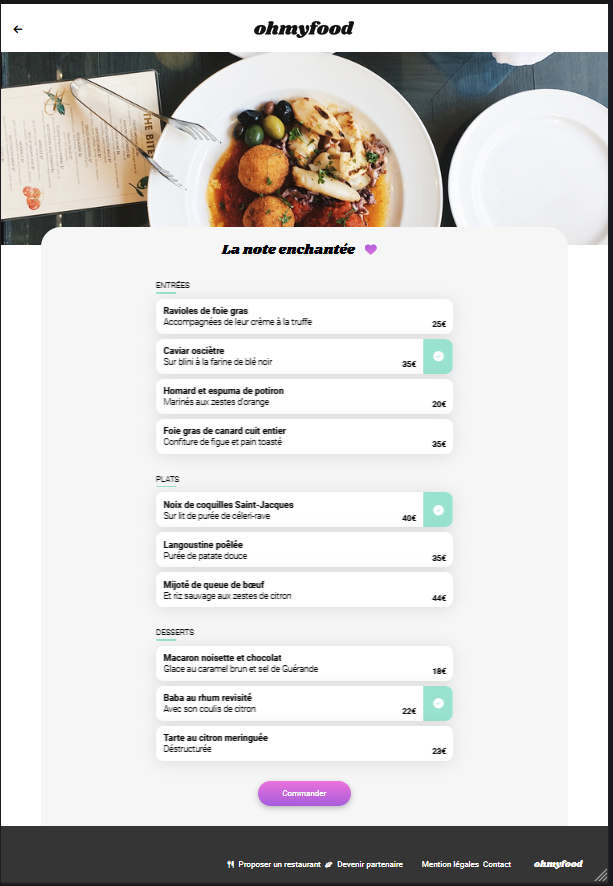 ohmyfood
THE BITE
La note enchantée
ENTRÉES
Ravioles de foie gras
Accompagnées de leur crème à la truffe
25€
Caviar osciètre
Sur blini à la farine de blé noir
35€
Homard et espuma de potiron
Marinés aux zestes d'orange
20€
Foie gras de canard cuit entier
Confiture de figue et pain toasté
35€
PLATS
Noix de coquilles Saint-Jacques
Sur lit de purée de céleri-rave
40€
Langoustine poêlée
Purée de patate douce
35€
Mijoté de queue de bœuf
Et riz sauvage aux zestes de citron
44€
DESSERTS
Macaron noisette et chocolat
Glace au caramel brun et sel de Guérande
18€
Baba au rhum revisité
Avec son coulis de citron
22€
Tarte au citron meringuée
Déstructurée
23€
Commander
Proposer un restaurant Devenir partenaire Mention légales Contact ohmyfood